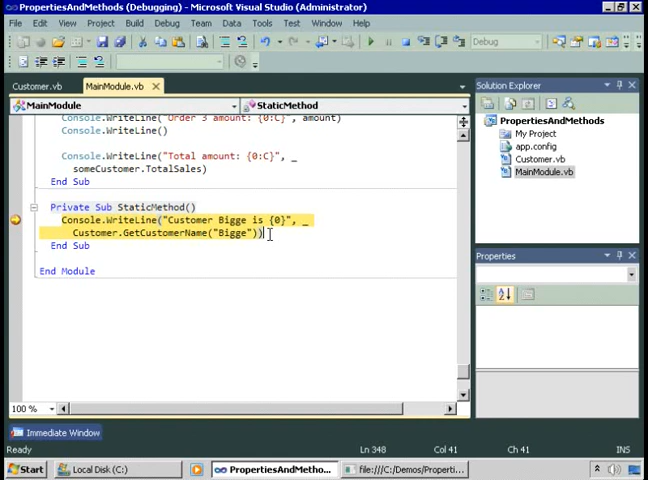 PropertiesAndMethods (Debugging) - Microsoft Visual Studio (Administrator)
File Edit View Project Build Debug Team Data Tools Test Window Help
Debug
Customer.vb MainModule.vb
MainModule StaticMethod
Console.WriteLine("Order 3 amount: {0:C}", amount)
Console.WriteLine()
Console.WriteLine("Total amount: {0:C}", _
someCustomer.TotalSales)
End Sub
Private Sub StaticMethod()
Console.WriteLine("Customer Bigge is {0}", _
Customer.GetCustomerName("Bigge"))
End Sub
End Module
100 %
Solution Explorer
PropertiesAndMethods
My Project
app.config
Customer.vb
MainModule.vb
Properties
Immediate Window
Ready Ln 348 Col 41 Ch 41 INS
Start Local Disk (C:) PropertiesAndMetho... file:///C:/Demos/Properti...